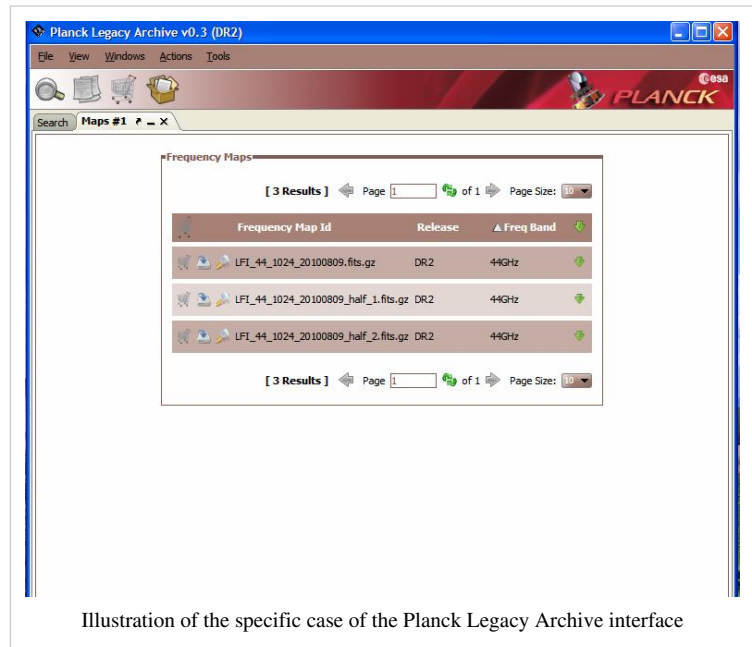 Planck Legacy Archive v0.3 (DR2)
File View Windows Actions Tools
esa
PLANCK
Search Maps #1
Frequency Maps
[ 3 Results ] Page 1 of 1 Page Size: 10
Frequency Map Id Release Freq Band
LFI_44_1024_20100809.fits.gz DR2 44GHz
LFI_44_1024_20100809_half_1.fits.gz DR2 44GHz
LFI_44_1024_20100809_half_2.fits.gz DR2 44GHz
[ 3 Results ] Page 1 of 1 Page Size: 10
Illustration of the specific case of the Planck Legacy Archive interface